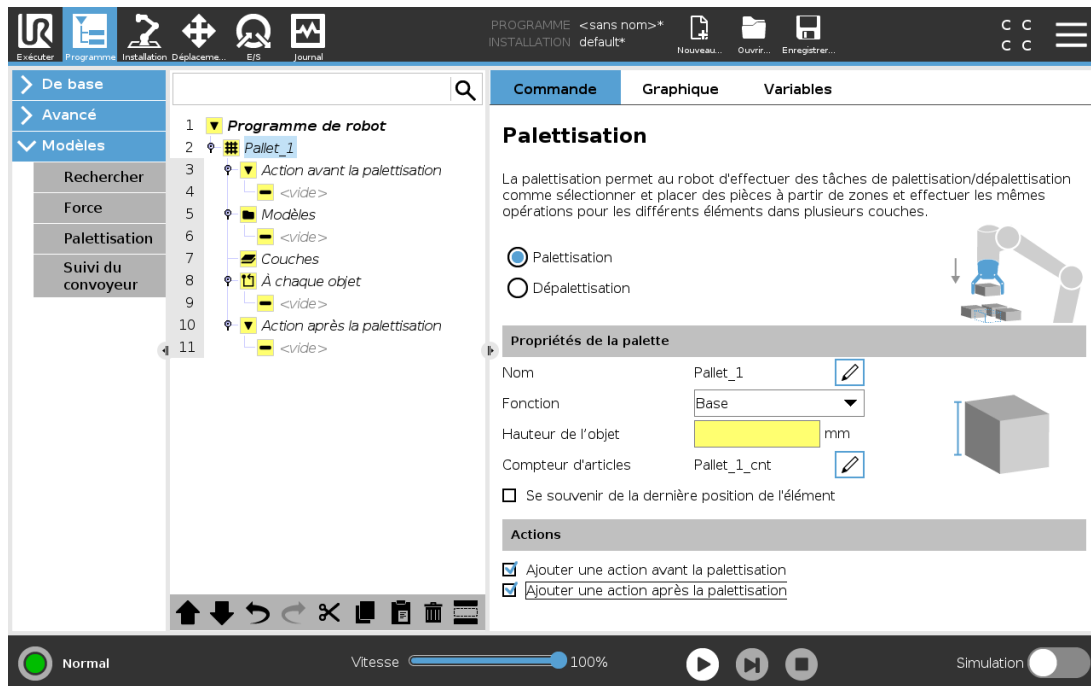 PROGRAMME <sans nom>*
INSTALLATION default*
UR
Exécuter
Programme
Installation
Déplaceme...
E/S
Journal
Nouveau...
Ouvrir...
Enregistrer...
C C
C C
De base
Avancé
Modèles
Rechercher
Force
Palettisation
Suivi du
convoyeur
1 Programme de robot
2 Pallet_1
3 Action avant la palettisation
4 <vide>
5 Modèles
6 <vide>
7 Couches
8 À chaque objet
9 <vide>
10 Action après la palettisation
11 <vide>
Commande Graphique Variables
Palettisation
La palettisation permet au robot d'effectuer des tâches de palettisation/dépalettisation
comme sélectionner et placer des pièces à partir de zones et effectuer les mêmes
opérations pour les différents éléments dans plusieurs couches.
Palettisation
Dépalettisation
Propriétés de la palette
Nom Pallet_1
Fonction Base
Hauteur de l'objet mm
Compteur d'articles Pallet_1_cnt
Se souvenir de la dernière position de l'élément
Actions
Ajouter une action avant la palettisation
Ajouter une action après la palettisation
Normal
Vitesse 100%
Simulation